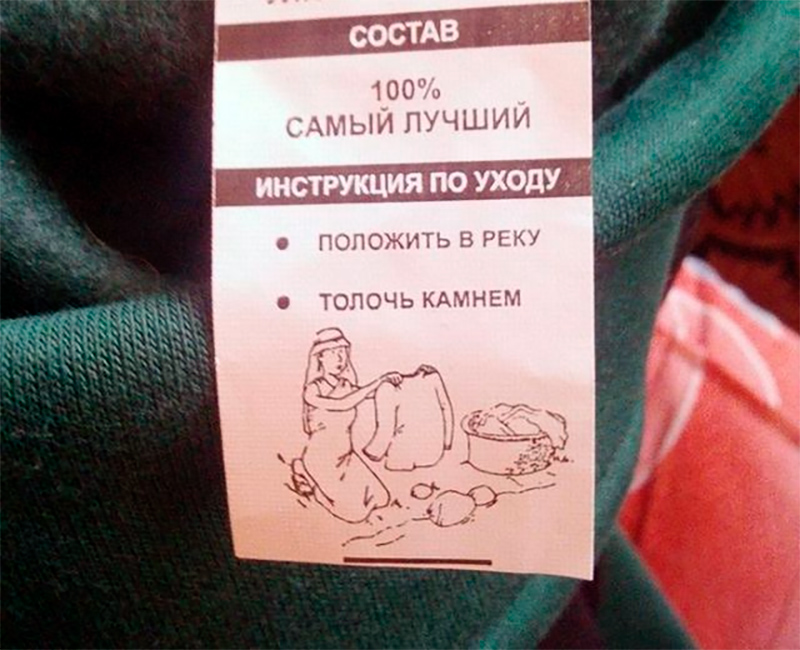 СОСТАВ
100%
САМЫЙ ЛУЧШИЙ
ИНСТРУКЦИЯ ПО УХОДУ
• ПОЛОЖИТЬ В РЕКУ
• ТОЛОЧЬ КАМНЕМ